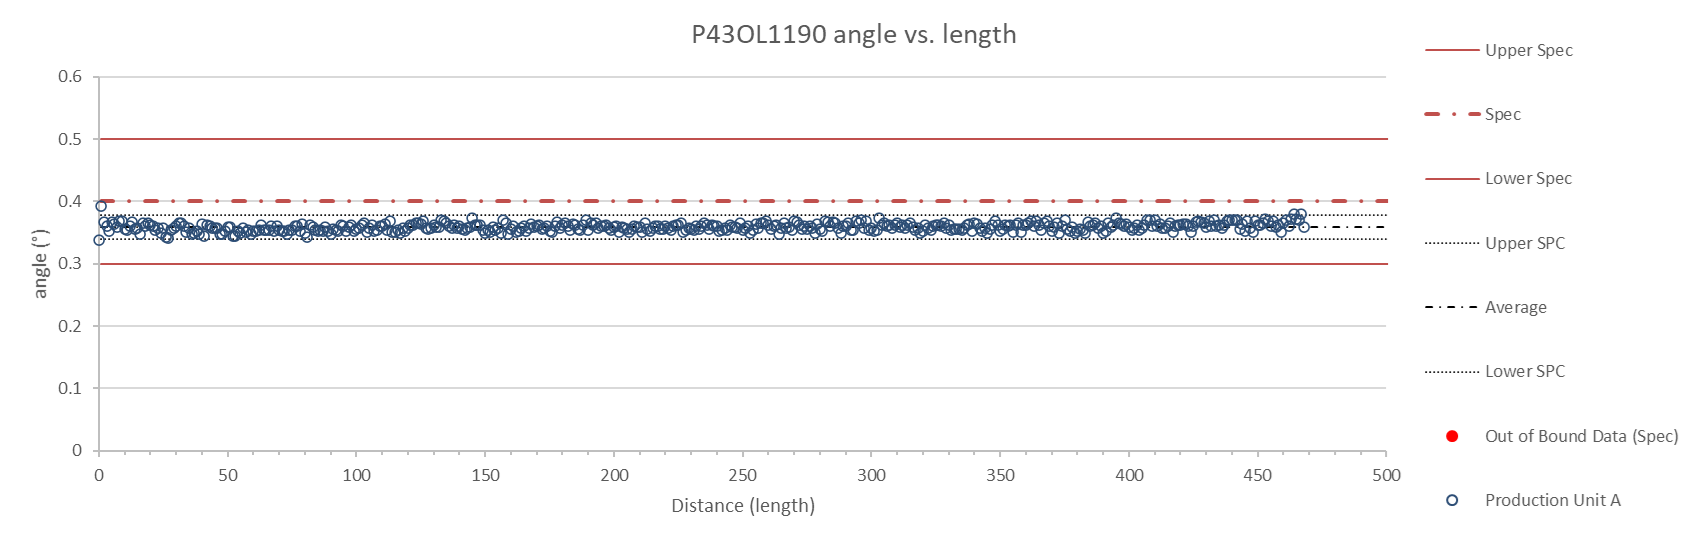 P43OL1190 angle vs. length
0.6
0.5
0.4
0.3
0.2
0.1
0
angle (°)
0 50 100 150 200 250 300 350 400 450 500
Distance (length)
Upper Spec
Spec
Lower Spec
Upper SPC
Average
Lower SPC
Out of Bound Data (Spec)
Production Unit A